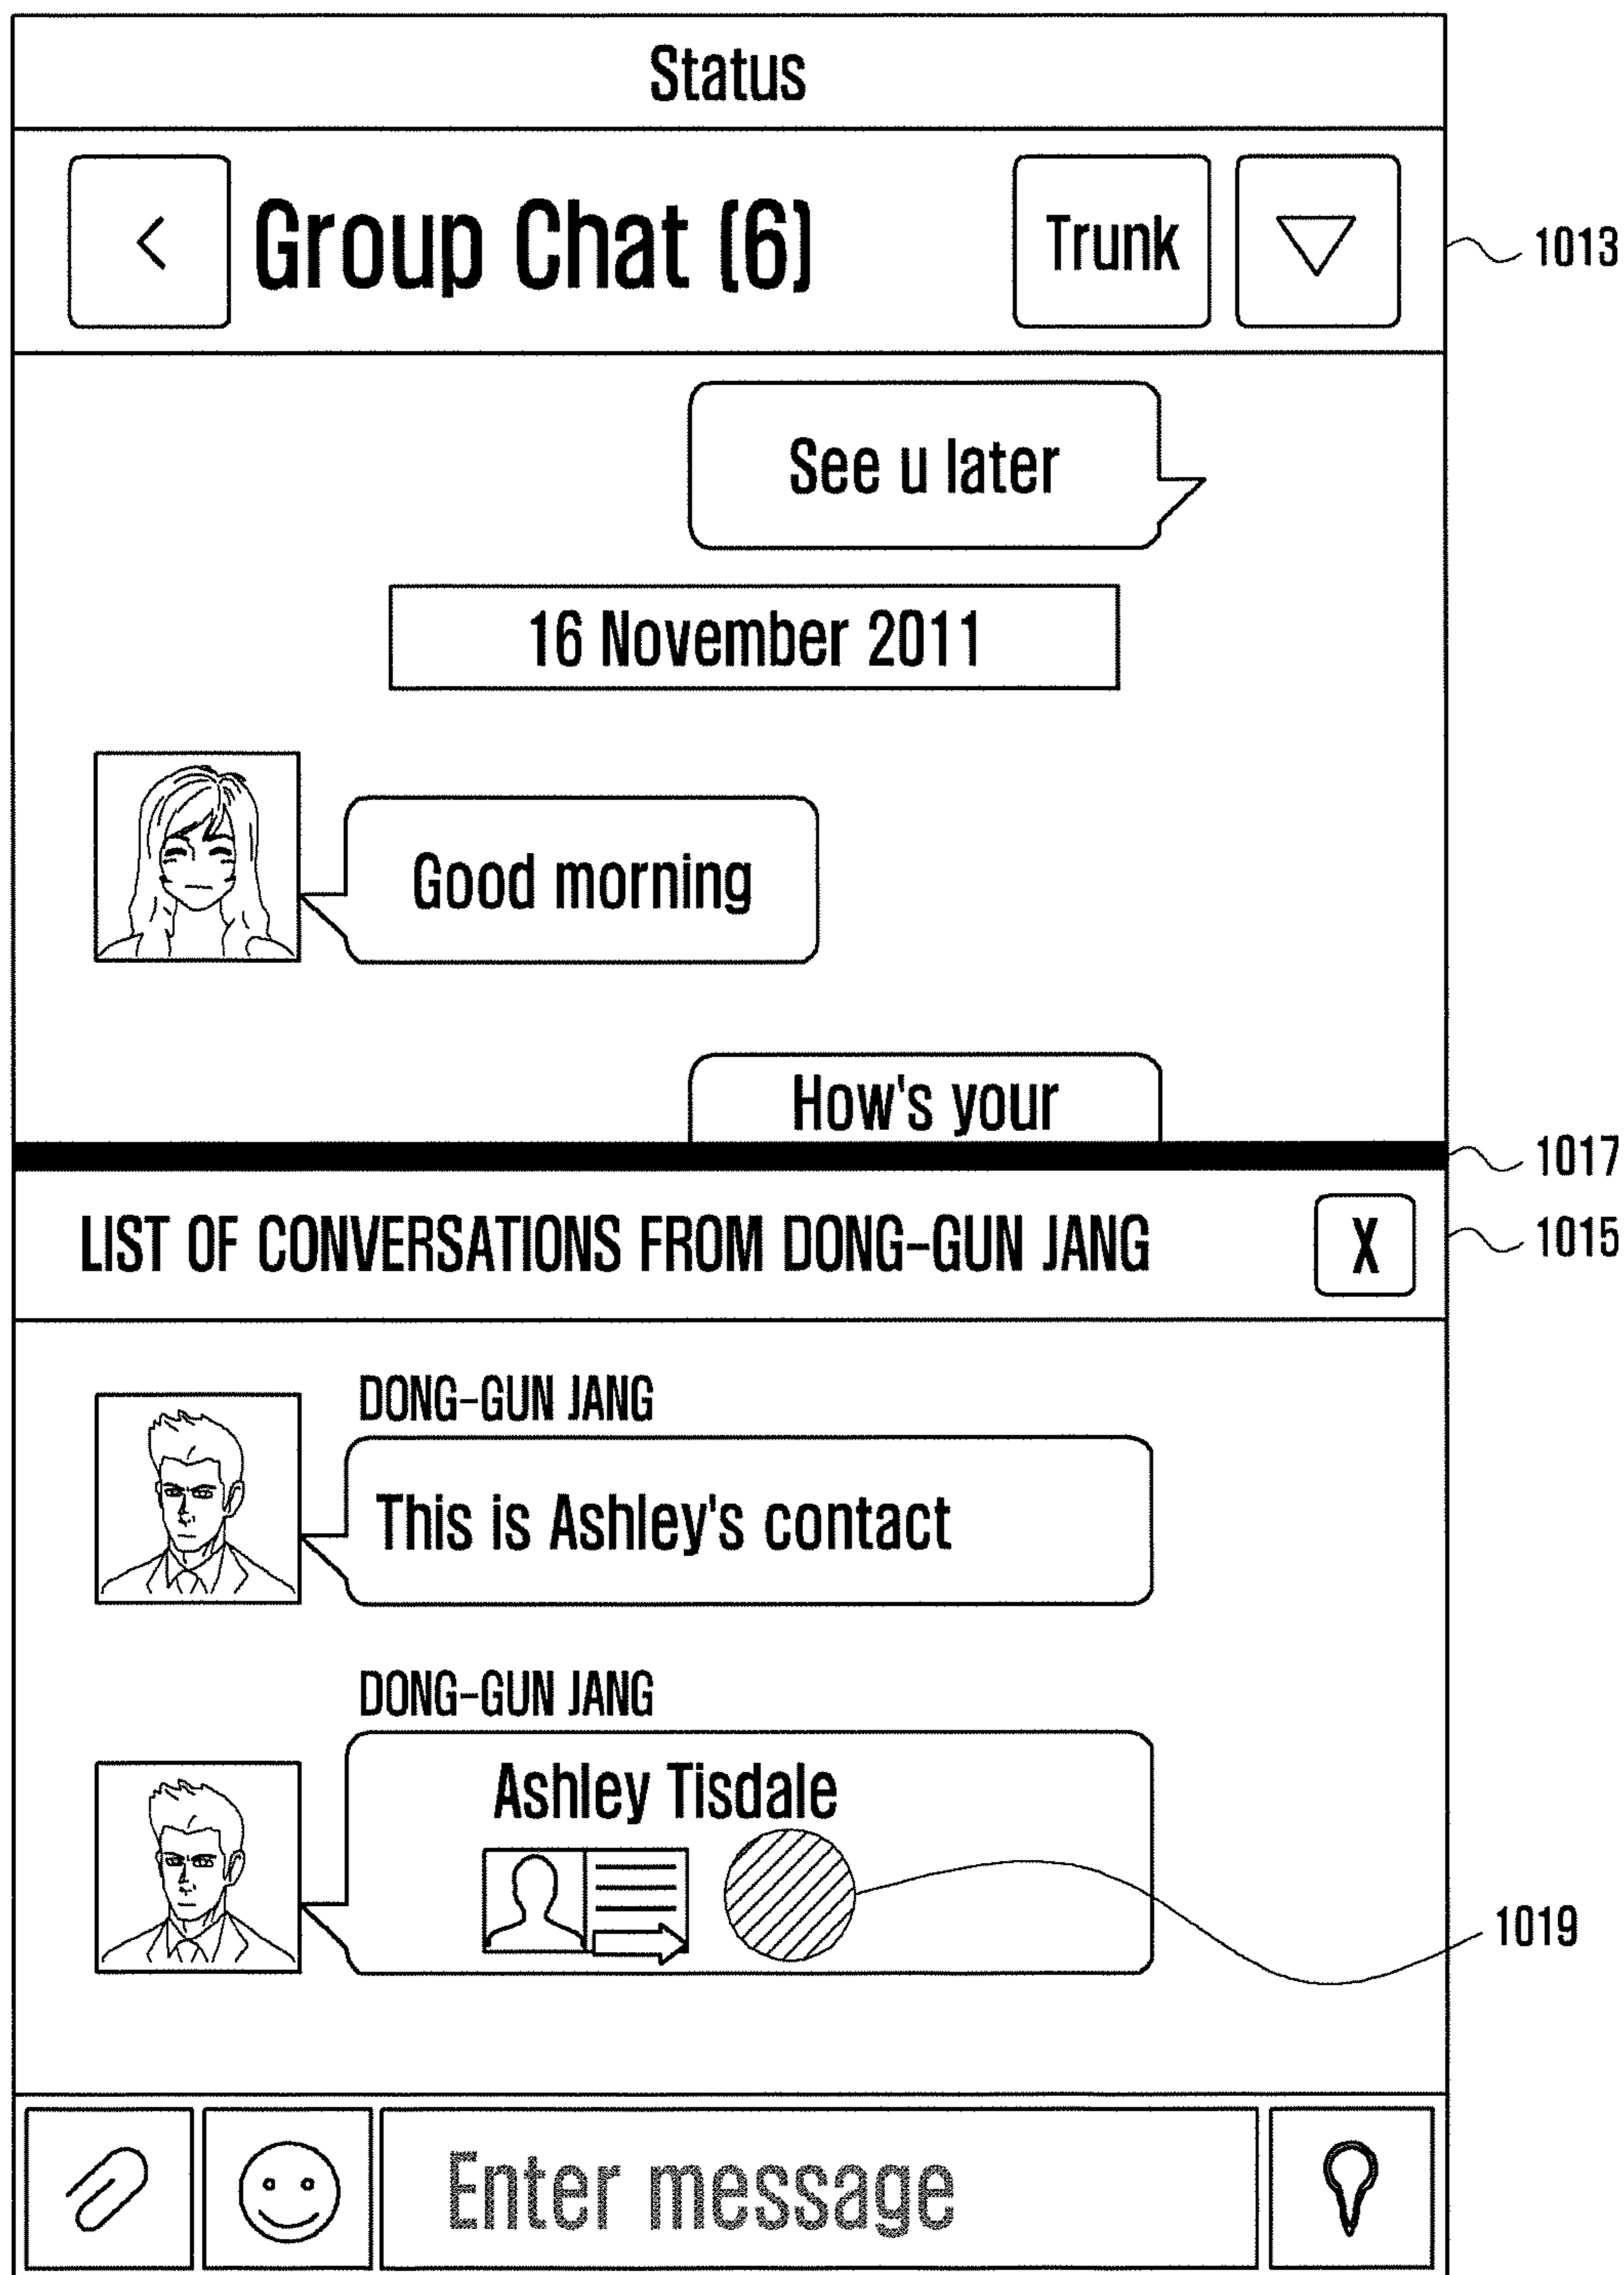 Status
< Group Chat (6) Trunk
1013
See u later
16 November 2011
Good morning
How's your
1017
LIST OF CONVERSATIONS FROM DONG-GUN JANG X
1015
DONG-GUN JANG
This is Ashley's contact
DONG-GUN JANG
Ashley Tisdale
1019
Enter message